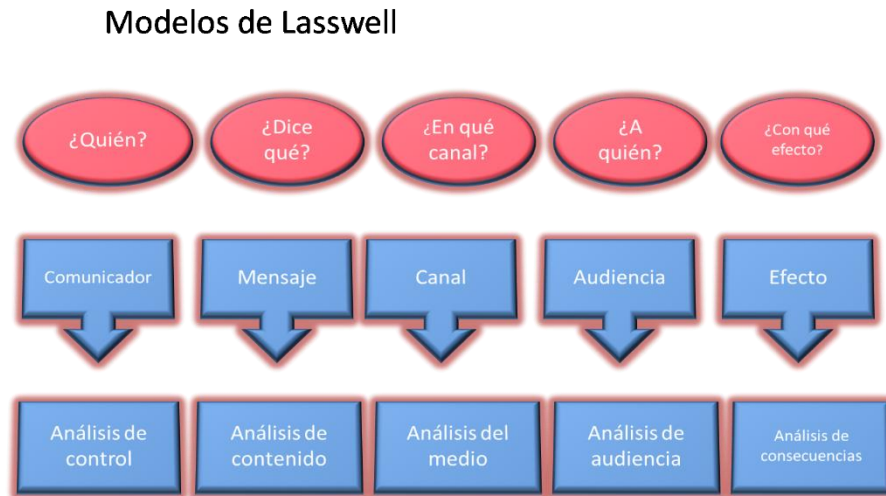 Modelos de Lasswell
¿Quién?
¿Dice
qué?
¿En qué
canal?
¿A
quién?
¿Con qué
efecto?
Comunicador
Mensaje
Canal
Audiencia
Efecto
Análisis de
control
Análisis de
contenido
Análisis del
medio
Análisis de
audiencia
Análisis de
consecuencias